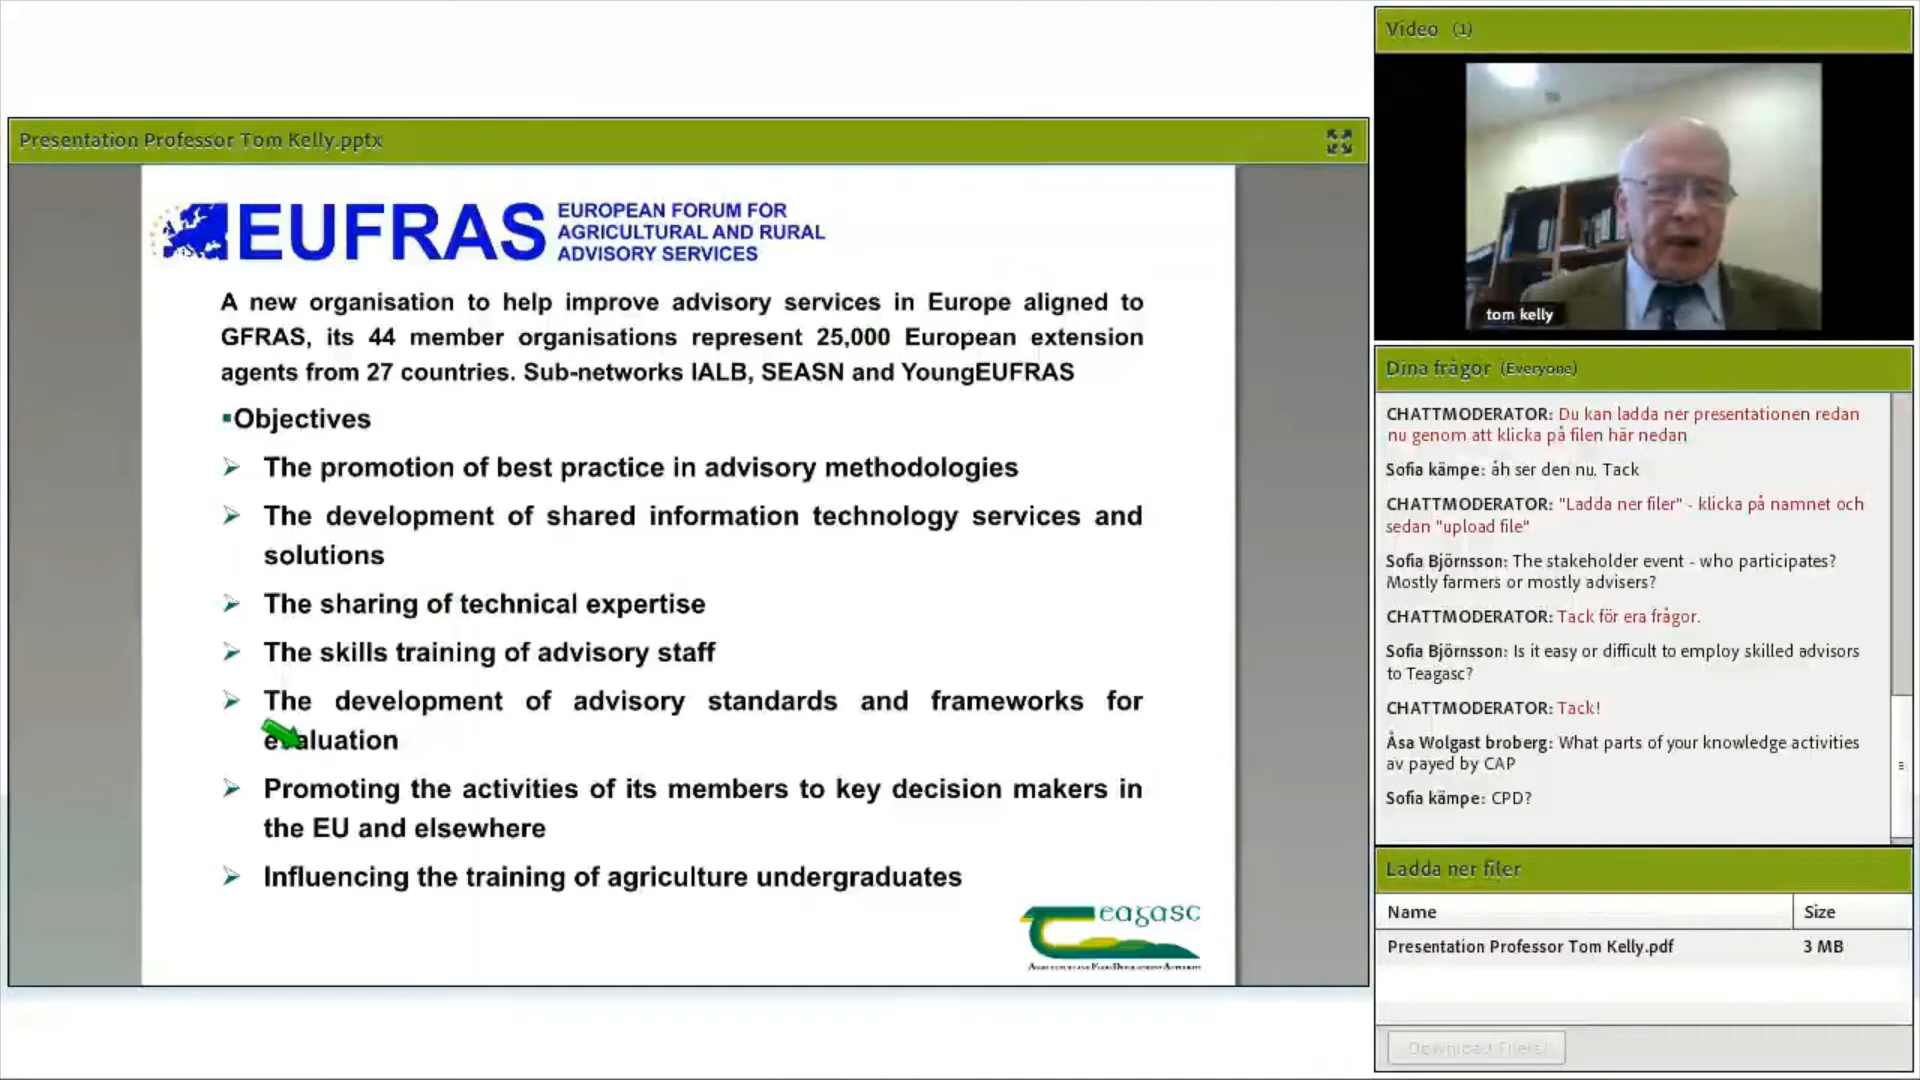 Presentation Professor Tom Kelly.pptx
EUFRAS
EUROPEAN FORUM FOR
AGRICULTURAL AND RURAL
ADVISORY SERVICES
A new organisation to help improve advisory services in Europe aligned to
GFRAS, its 44 member organisations represent 25,000 European extension
agents from 27 countries. Sub-networks IALB, SEASN and YoungEUFRAS
▪Objectives
➢ The promotion of best practice in advisory methodologies
➢ The development of shared information technology services and
solutions
➢ The sharing of technical expertise
➢ The skills training of advisory staff
➢ The development of advisory standards and frameworks for
evaluation
➢ Promoting the activities of its members to key decision makers in
the EU and elsewhere
➢ Influencing the training of agriculture undergraduates
Teagasc
AGRICULTURE AND FOOD DEVELOPMENT AUTHORITY
Video (1)
tom kelly
Dina frågor (Everyone)
CHATTMODERATOR: Du kan ladda ner presentationen redan
nu genom att klicka på filen här nedan
Sofia kämpe: åh ser den nu. Tack
CHATTMODERATOR: "Ladda ner filer" - klicka på namnet och
sedan "upload file"
Sofia Björnsson: The stakeholder event - who participates?
Mostly farmers or mostly advisers?
CHATTMODERATOR: Tack för era frågor.
Sofia Björnsson: Is it easy or difficult to employ skilled advisors
to Teagasc?
CHATTMODERATOR: Tack!
Åsa Wolgast broberg: What parts of your knowledge activities
av payed by CAP
Sofia kämpe: CPD?
Ladda ner filer
Name Size
Presentation Professor Tom Kelly.pdf 3 MB
Download File(s)